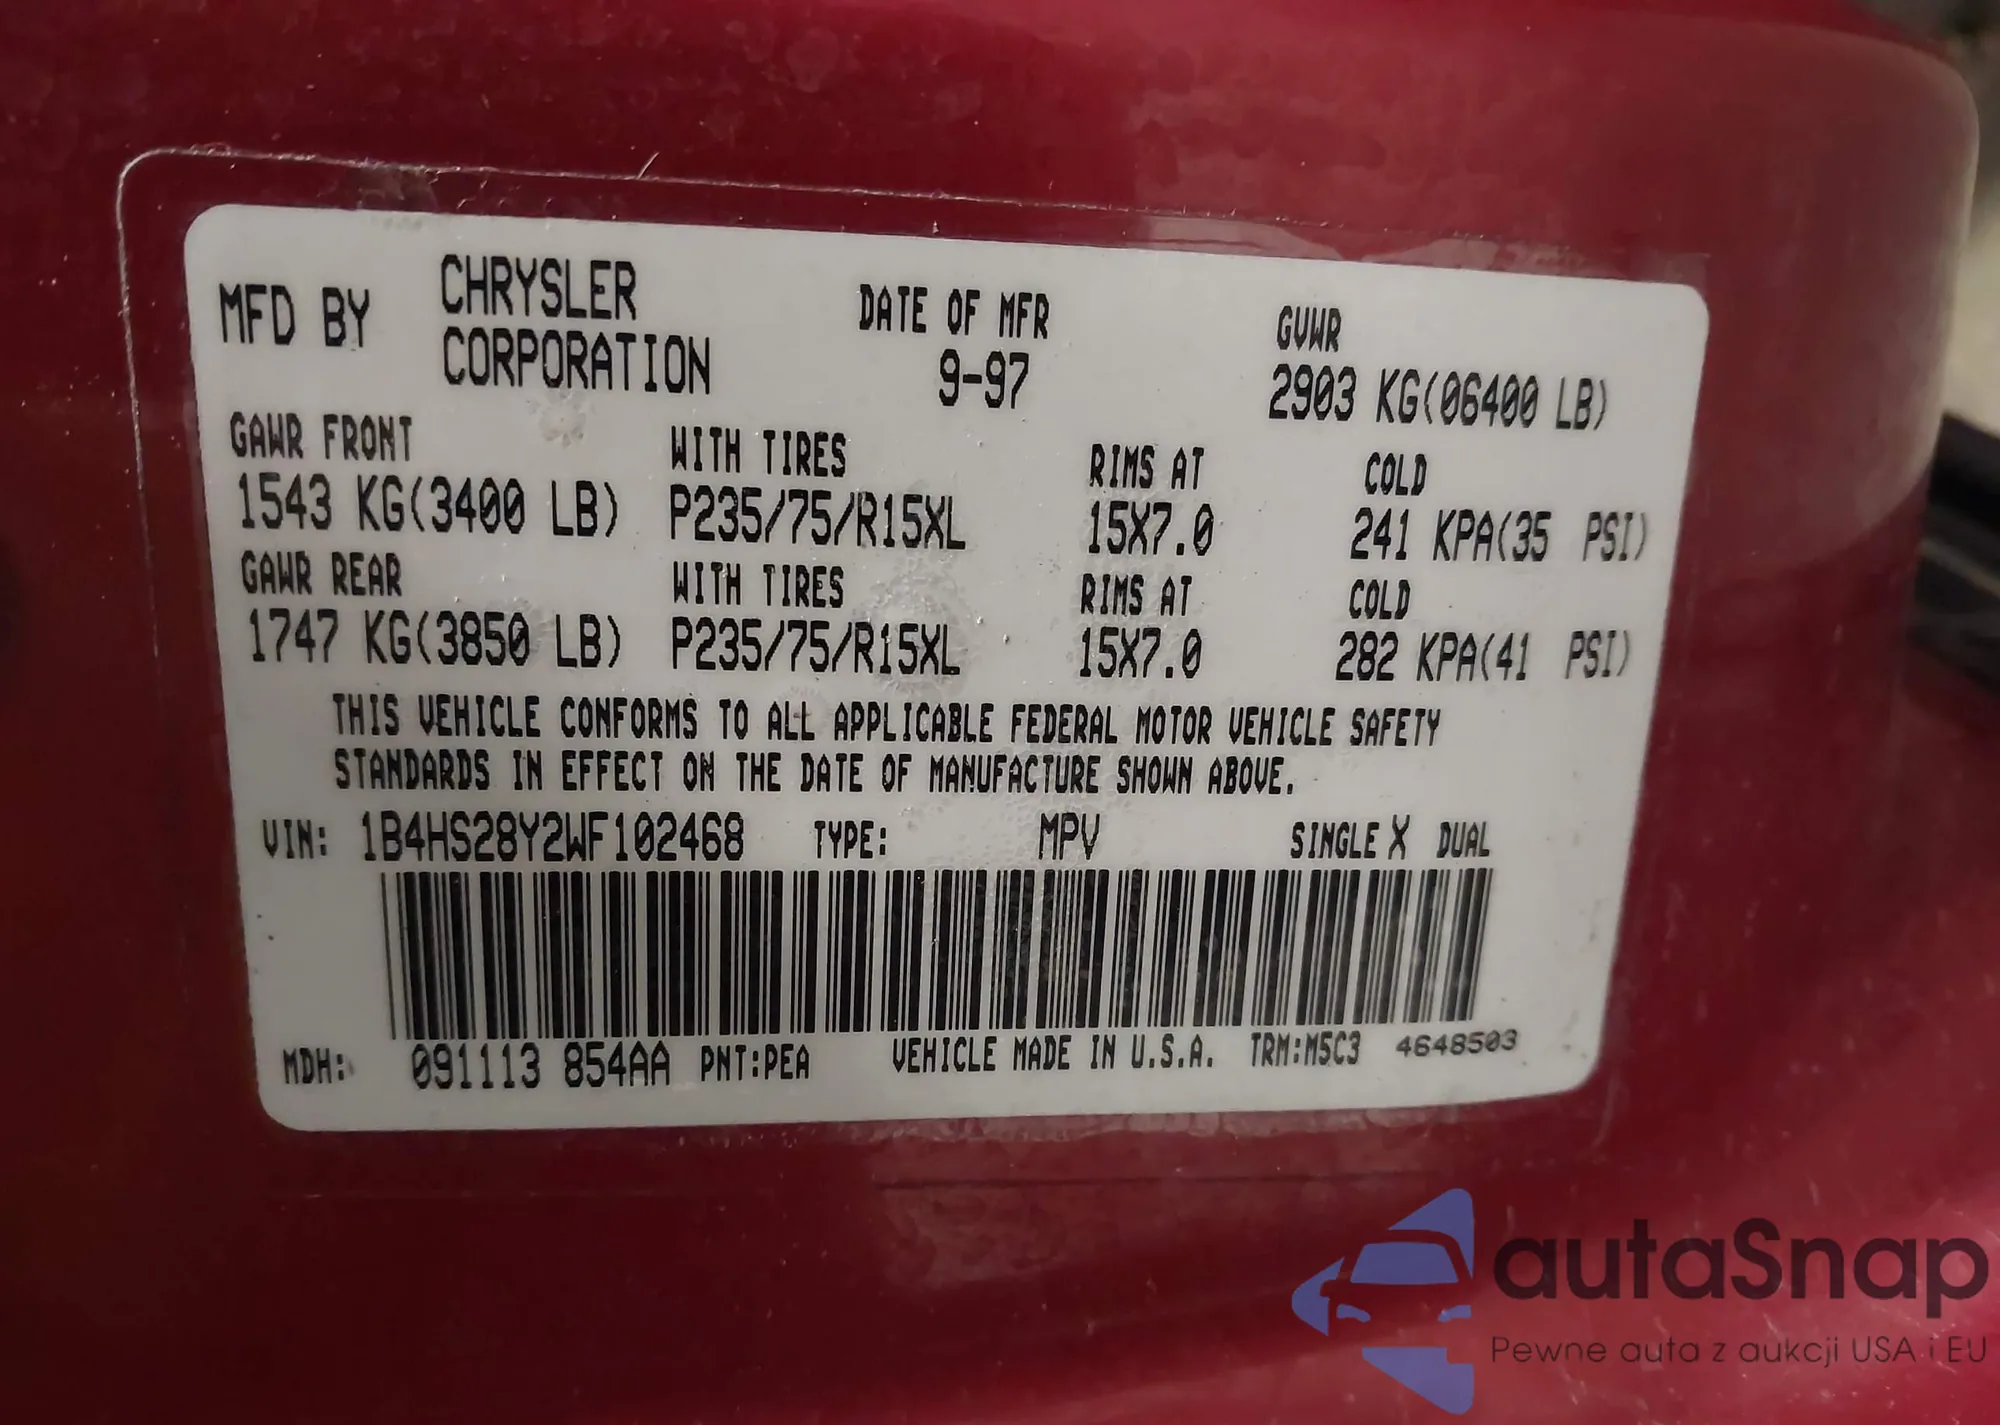 MFD BY CHRYSLER CORPORATION DATE OF MFR 9-97 GVWR 2903 KG(06400 LB)
GAWR FRONT WITH TIRES RIMS AT COLD
1543 KG(3400 LB) P235/75/R15XL 15X7.0 241 KPA(35 PSI)
GAWR REAR WITH TIRES RIMS AT COLD
1747 KG(3850 LB) P235/75/R15XL 15X7.0 282 KPA(41 PSI)
THIS VEHICLE CONFORMS TO ALL APPLICABLE FEDERAL MOTOR VEHICLE SAFETY
STANDARDS IN EFFECT ON THE DATE OF MANUFACTURE SHOWN ABOVE.
VIN: 1B4HS28Y2WF102468 TYPE: MPV SINGLE X DUAL
MDH: 091113 854AA PNT:PEA VEHICLE MADE IN U.S.A. TRM:M5C3 4648503
autaSnap
Pewne auta z aukcji USA i EU